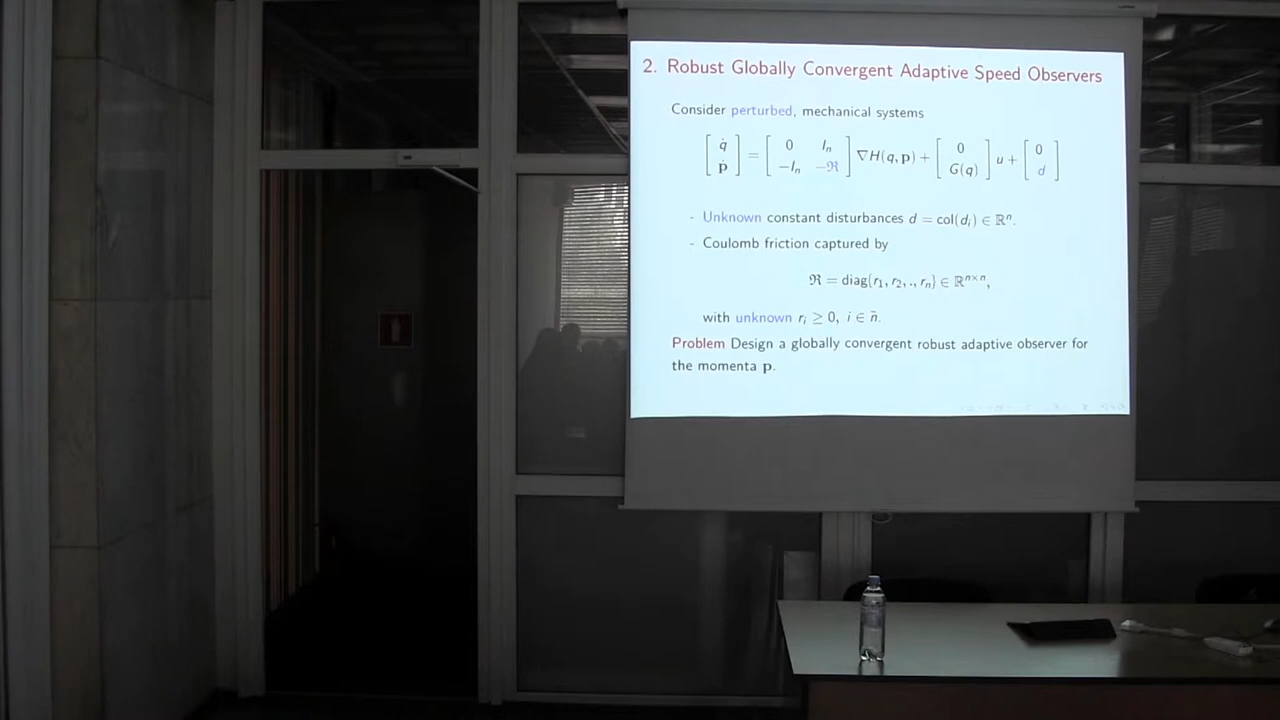 2. Robust Globally Convergent Adaptive Speed Observers
Consider perturbed, mechanical systems
[ q̇ ; ṗ ] = [ 0 Iₙ ; −Iₙ −ℜ ] ∇H(q, p) + [ 0 ; G(q) ] u + [ 0 ; d ]
- Unknown constant disturbances d = col(dᵢ) ∈ ℝⁿ.
- Coulomb friction captured by
ℜ = diag{r₁, r₂, ., rₙ} ∈ ℝⁿˣⁿ,
with unknown rᵢ ≥ 0, i ∈ n̄.
Problem Design a globally convergent robust adaptive observer for
the momenta p.